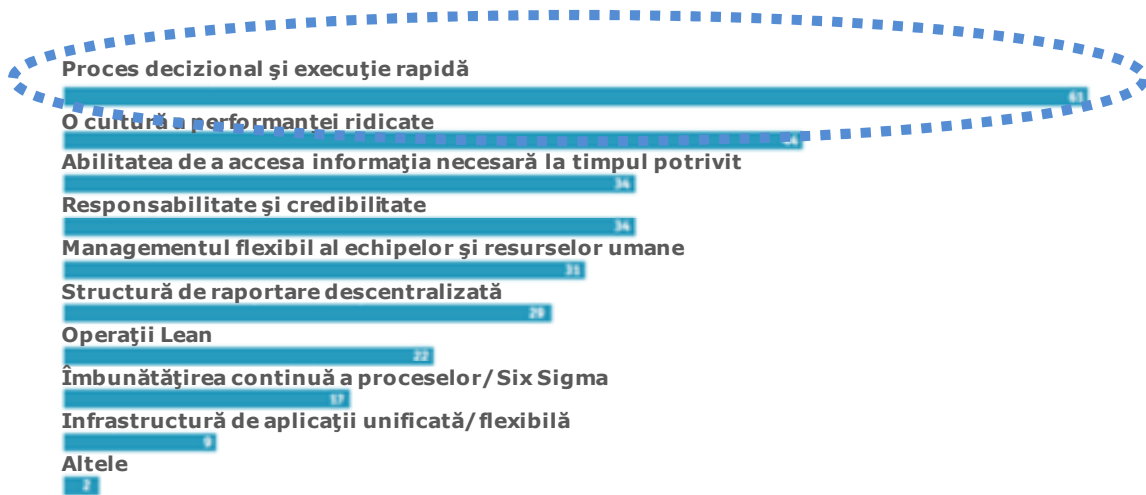 Proces decizional şi execuţie rapidă
61
O cultură a performanţei ridicate
Abilitatea de a accesa informaţia necesară la timpul potrivit
34
Responsabilitate şi credibilitate
34
Managementul flexibil al echipelor şi resurselor umane
31
Structură de raportare descentralizată
29
Operaţii Lean
22
Îmbunătăţirea continuă a proceselor/Six Sigma
17
Infrastructură de aplicaţii unificată/flexibilă
9
Altele
2